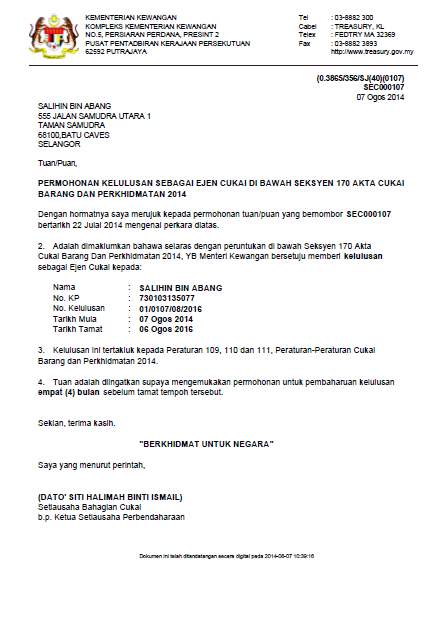 KEMENTERIAN KEWANGAN
KOMPLEKS KEMENTERIAN KEWANGAN
NO.5, PERSIARAN PERDANA, PRESINT 2
PUSAT PENTADBIRAN KERAJAAN PERSEKUTUAN
62592 PUTRAJAYA
Tel : 03-8882 300
Cabel : TREASURY, KL
Telex : FEDTRY MA 32369
Fax : 03-8882 3893
http://www.treasury.gov.my
(0.3865/356/SJ(40)(0107)
SEC000107
07 Ogos 2014
SALIHIN BIN ABANG
555 JALAN SAMUDRA UTARA 1
TAMAN SAMUDRA
68100,BATU CAVES
SELANGOR
Tuan/Puan,
PERMOHONAN KELULUSAN SEBAGAI EJEN CUKAI DI BAWAH SEKSYEN 170 AKTA CUKAI
BARANG DAN PERKHIDMATAN 2014
Dengan hormatnya saya merujuk kepada permohonan tuan/puan yang bernombor SEC000107
bertarikh 22 Julai 2014 mengenai perkara diatas.
2. Adalah dimaklumkan bahawa selaras dengan peruntukan di bawah Seksyen 170 Akta
Cukai Barang Dan Perkhidmatan 2014, YB Menteri Kewangan bersetuju memberi kelulusan
sebagai Ejen Cukai kepada:
Nama : SALIHIN BIN ABANG
No. KP : 730103135077
No. Kelulusan : 01/0107/08/2016
Tarikh Mula : 07 Ogos 2014
Tarikh Tamat : 06 Ogos 2016
3. Kelulusan ini tertakluk kepada Peraturan 109, 110 dan 111, Peraturan-Peraturan Cukai
Barang dan Perkhidmatan 2014.
4. Tuan adalah diingatkan supaya mengemukakan permohonan untuk pembaharuan kelulusan
empat (4) bulan sebelum tamat tempoh tersebut.
Sekian, terima kasih.
"BERKHIDMAT UNTUK NEGARA"
Saya yang menurut perintah,
(DATO' SITI HALIMAH BINTI ISMAIL)
Setiausaha Bahagian Cukai
b.p. Ketua Setiausaha Perbendaharaan
Dokumen ini telah ditandatangan secara digital pada 2014-08-07 10:39:16